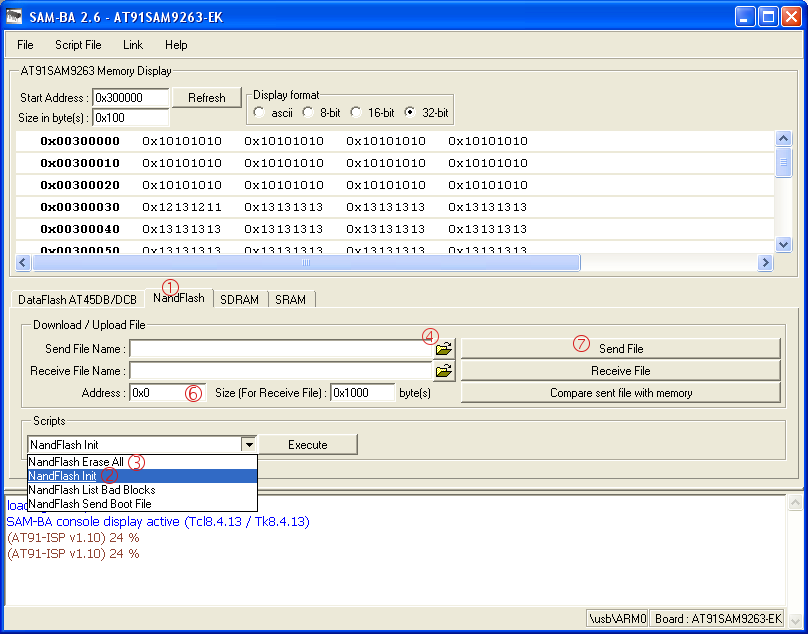 SAM-BA 2.6 - AT91SAM9263-EK
File Script File Link Help
AT91SAM9263 Memory Display
Start Address : 0x300000 Refresh
Size in byte(s) : 0x100
Display format
ascii 8-bit 16-bit 32-bit
0x00300000 0x10101010 0x10101010 0x10101010 0x10101010
0x00300010 0x10101010 0x10101010 0x10101010 0x10101010
0x00300020 0x10101010 0x10101010 0x10101010 0x10101010
0x00300030 0x12131211 0x13131313 0x13131313 0x13131313
0x00300040 0x13131313 0x13131313 0x13131313 0x13131313
0x00300050 0x13131313 0x13131313 0x13131313 0x13131313
①
DataFlash AT45DB/DCB NandFlash SDRAM SRAM
Download / Upload File
Send File Name : ④ ⑦ Send File
Receive File Name : Receive File
Address : 0x0 ⑥ Size (For Receive File) : 0x1000 byte(s) Compare sent file with memory
Scripts
NandFlash Init Execute
NandFlash Erase All ③
NandFlash Init ②
NandFlash List Bad Blocks
NandFlash Send Boot File
SAM-BA console display active (Tcl8.4.13 / Tk8.4.13)
(AT91-ISP v1.10) 24 %
(AT91-ISP v1.10) 24 %
\usb\ARM0 Board : AT91SAM9263-EK